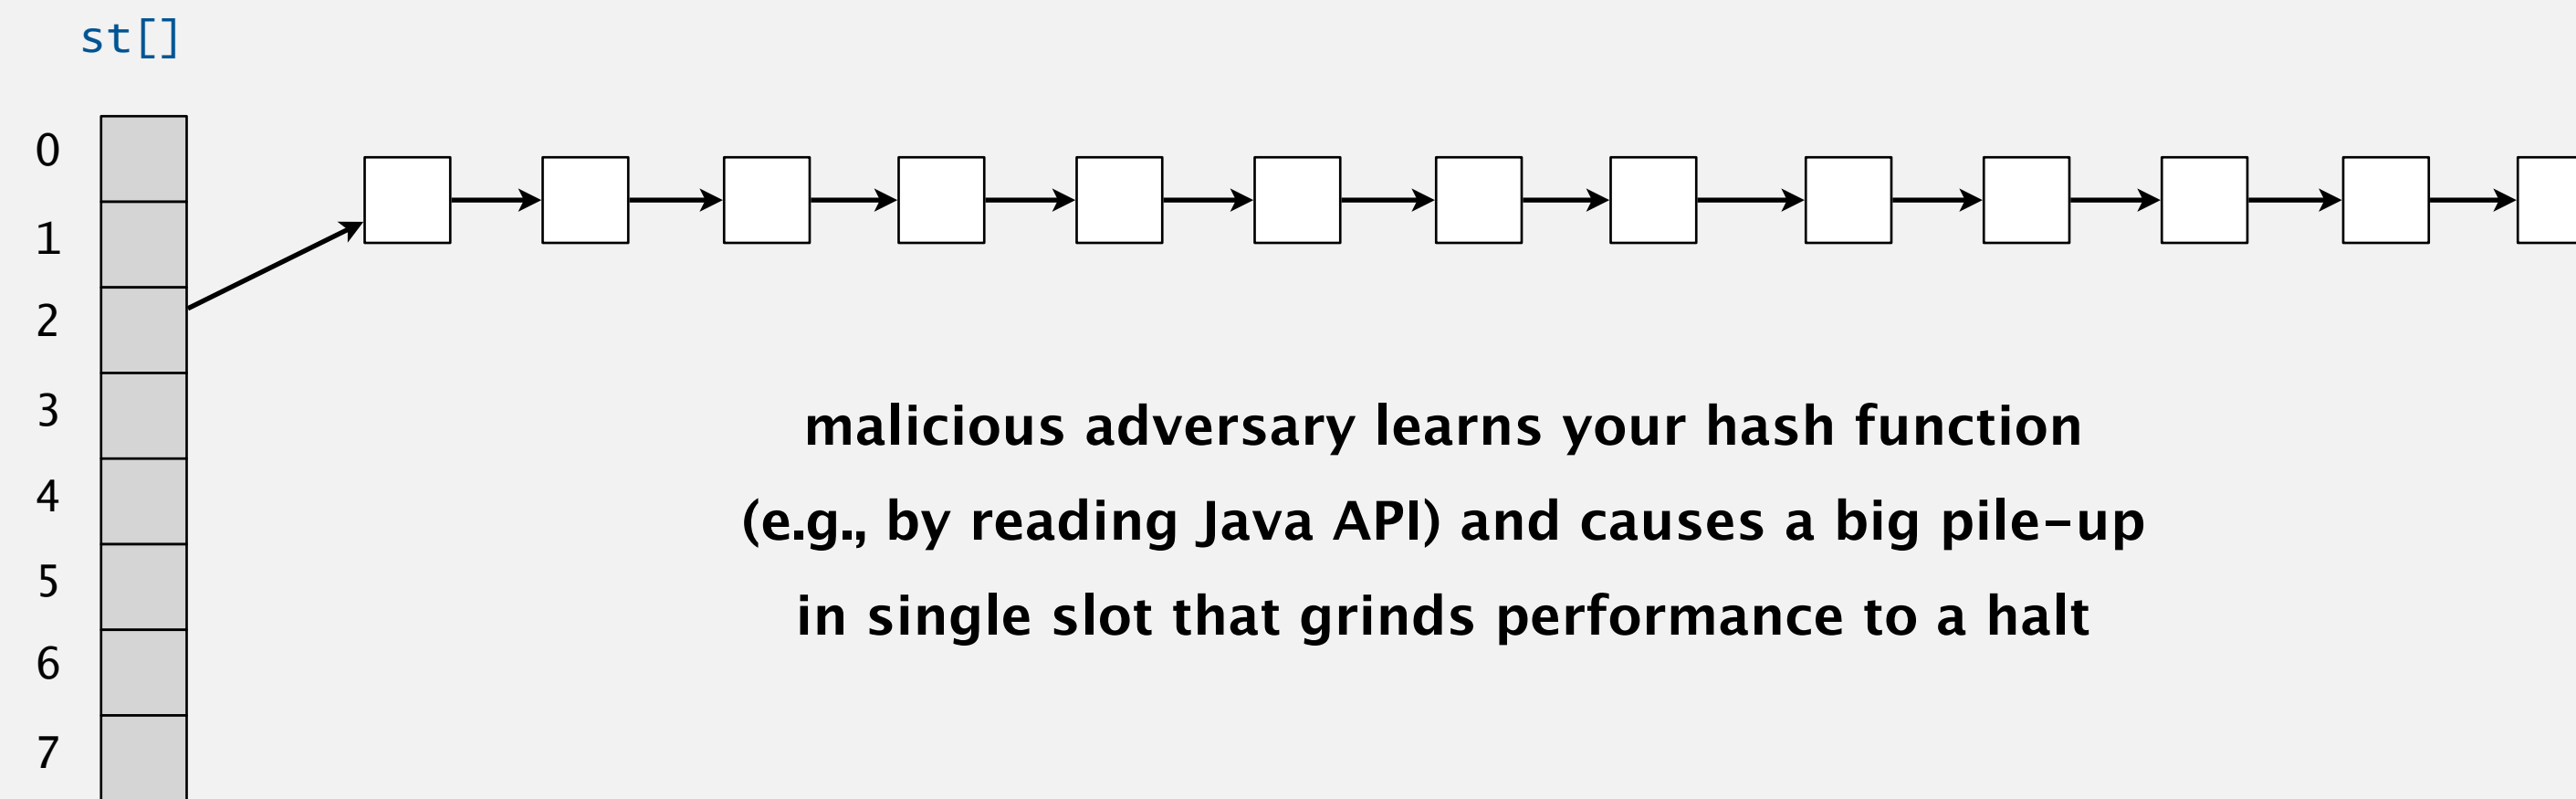 st[]
0
1
2
3
4
5
6
7
malicious adversary learns your hash function
(e.g., by reading Java API) and causes a big pile-up
in single slot that grinds performance to a halt